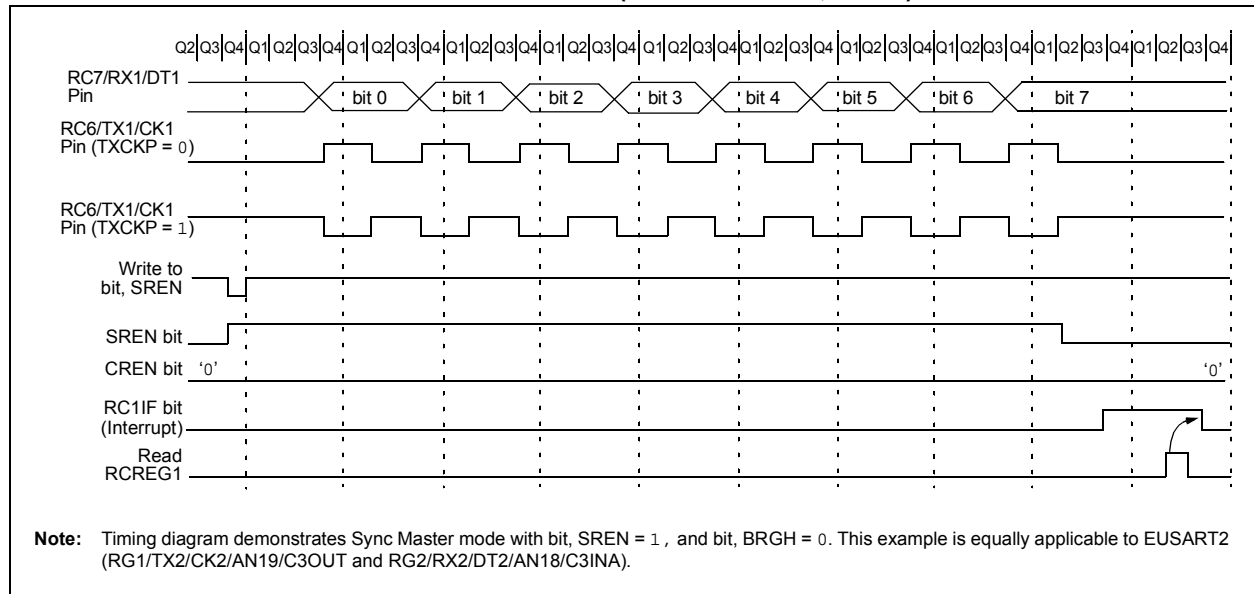 Q2 Q3 Q4 Q1 Q2 Q3 Q4 Q1 Q2 Q3 Q4 Q1 Q2 Q3 Q4 Q1 Q2 Q3 Q4 Q1 Q2 Q3 Q4 Q1 Q2 Q3 Q4 Q1 Q2 Q3 Q4 Q1 Q2 Q3 Q4 Q1 Q2 Q3 Q4 Q1 Q2 Q3 Q4
RC7/RX1/DT1
Pin
bit 0 bit 1 bit 2 bit 3 bit 4 bit 5 bit 6 bit 7
RC6/TX1/CK1
Pin (TXCKP = 0)
RC6/TX1/CK1
Pin (TXCKP = 1)
Write to
bit, SREN
SREN bit
CREN bit '0' '0'
RC1IF bit
(Interrupt)
Read
RCREG1
Note: Timing diagram demonstrates Sync Master mode with bit, SREN = 1, and bit, BRGH = 0. This example is equally applicable to EUSART2
(RG1/TX2/CK2/AN19/C3OUT and RG2/RX2/DT2/AN18/C3INA).